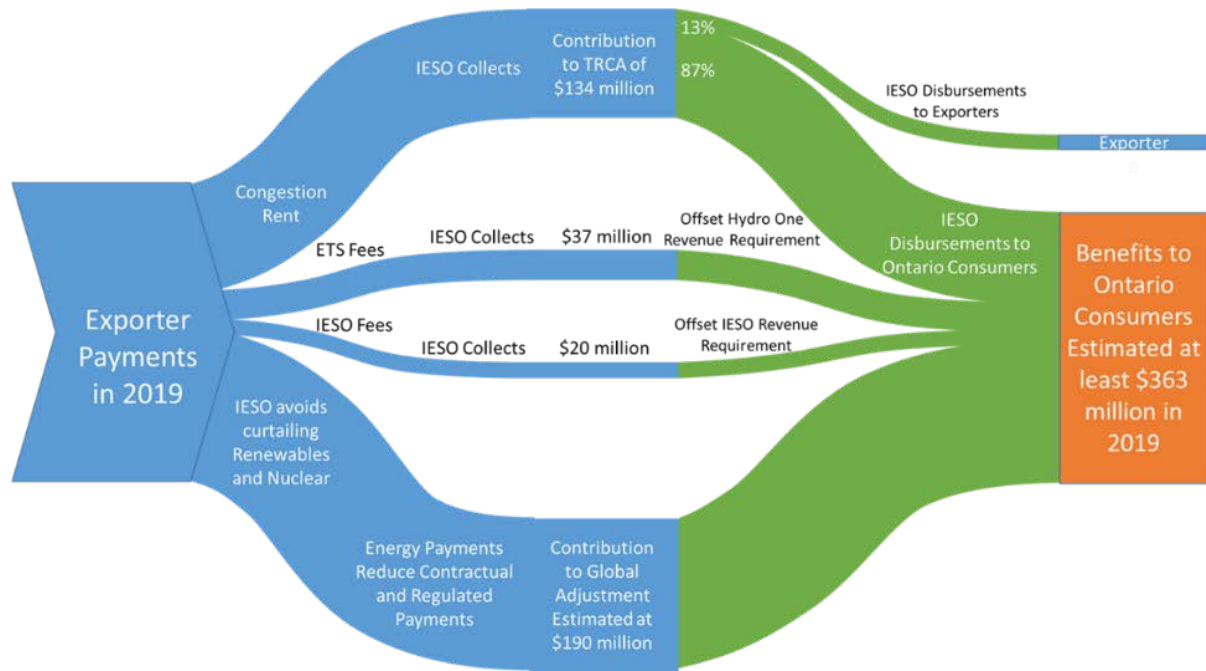 Exporter
Payments
in 2019
Congestion
Rent
IESO Collects
Contribution
to TRCA of
$134 million
13%
87%
IESO Disbursements
to Exporters
Exporter
ETS Fees
IESO Collects
$37 million
Offset Hydro One
Revenue Requirement
IESO
Disbursements to
Ontario Consumers
IESO Fees
IESO Collects
$20 million
Offset IESO Revenue
Requirement
IESO avoids
curtailing
Renewables
and Nuclear
Energy Payments
Reduce Contractual
and Regulated
Payments
Contribution
to Global
Adjustment
Estimated at
$190 million
Benefits to
Ontario
Consumers
Estimated at
least $363
million in
2019